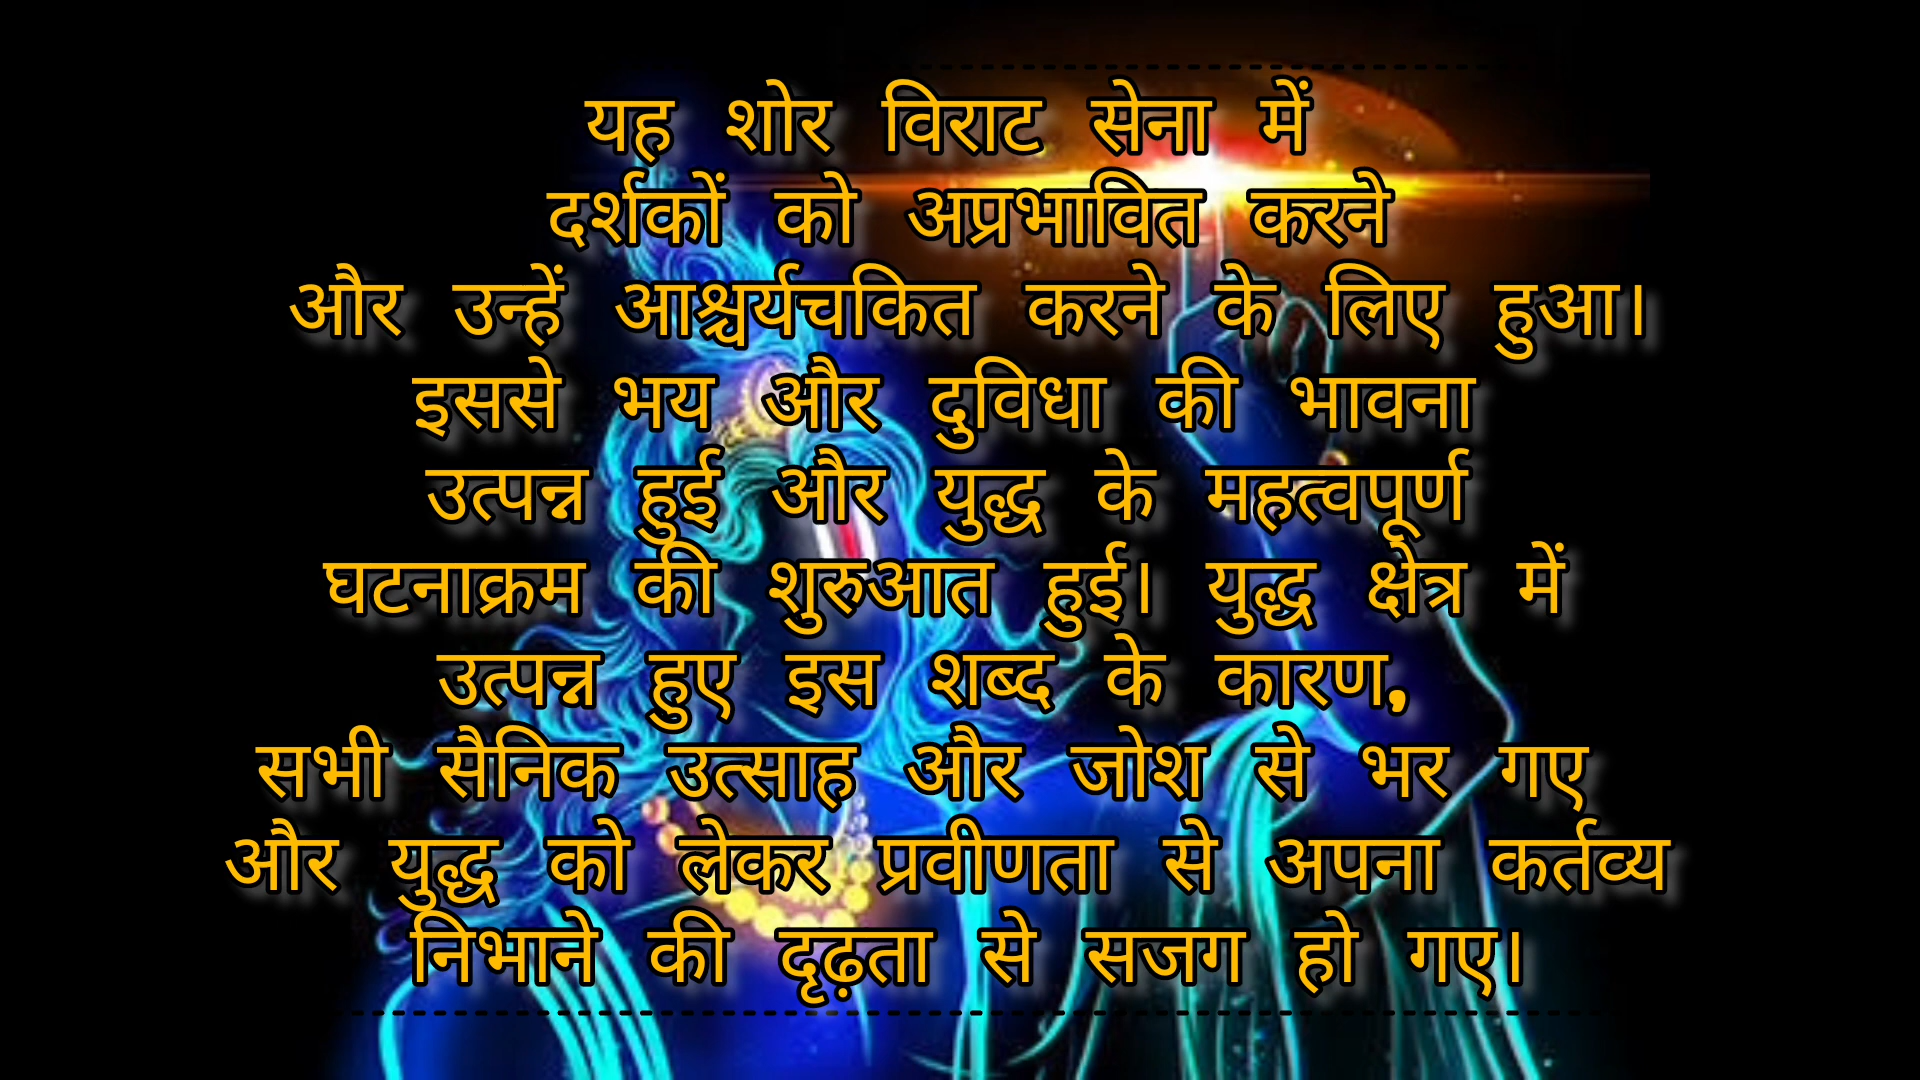 यह शोर विराट सेना में
दर्शकों को अप्रभावित करने
और उन्हें आश्चर्यचकित करने के लिए हुआ।
इससे भय और दुविधा की भावना
उत्पन्न हुई और युद्ध के महत्वपूर्ण
घटनाक्रम की शुरुआत हुई। युद्ध क्षेत्र में
उत्पन्न हुए इस शब्द के कारण,
सभी सैनिक उत्साह और जोश से भर गए
और युद्ध को लेकर प्रवीणता से अपना कर्तव्य
निभाने की दृढ़ता से सजग हो गए।